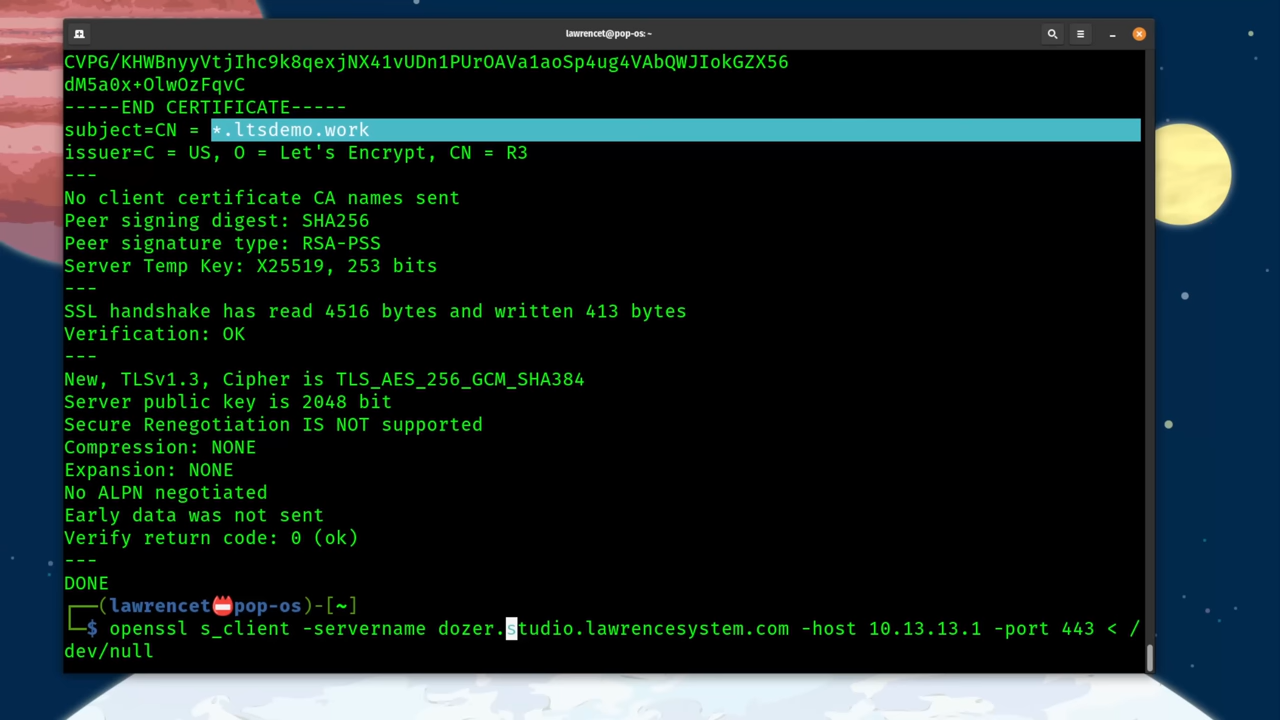 lawrencet@pop-os: ~
CVPG/KHWBnyyVtjIhc9k8qexjNX41vUDn1PUrOAVa1aoSp4ug4VAbQWJIokGZX56
dM5a0x+OlwOzFqvC
-----END CERTIFICATE-----
subject=CN = *.ltsdemo.work
issuer=C = US, O = Let's Encrypt, CN = R3
---
No client certificate CA names sent
Peer signing digest: SHA256
Peer signature type: RSA-PSS
Server Temp Key: X25519, 253 bits
---
SSL handshake has read 4516 bytes and written 413 bytes
Verification: OK
---
New, TLSv1.3, Cipher is TLS_AES_256_GCM_SHA384
Server public key is 2048 bit
Secure Renegotiation IS NOT supported
Compression: NONE
Expansion: NONE
No ALPN negotiated
Early data was not sent
Verify return code: 0 (ok)
---
DONE
┌──(lawrencet📛pop-os)-[~]
└─$ openssl s_client -servername dozer.studio.lawrencesystem.com -host 10.13.13.1 -port 443 < /
dev/null